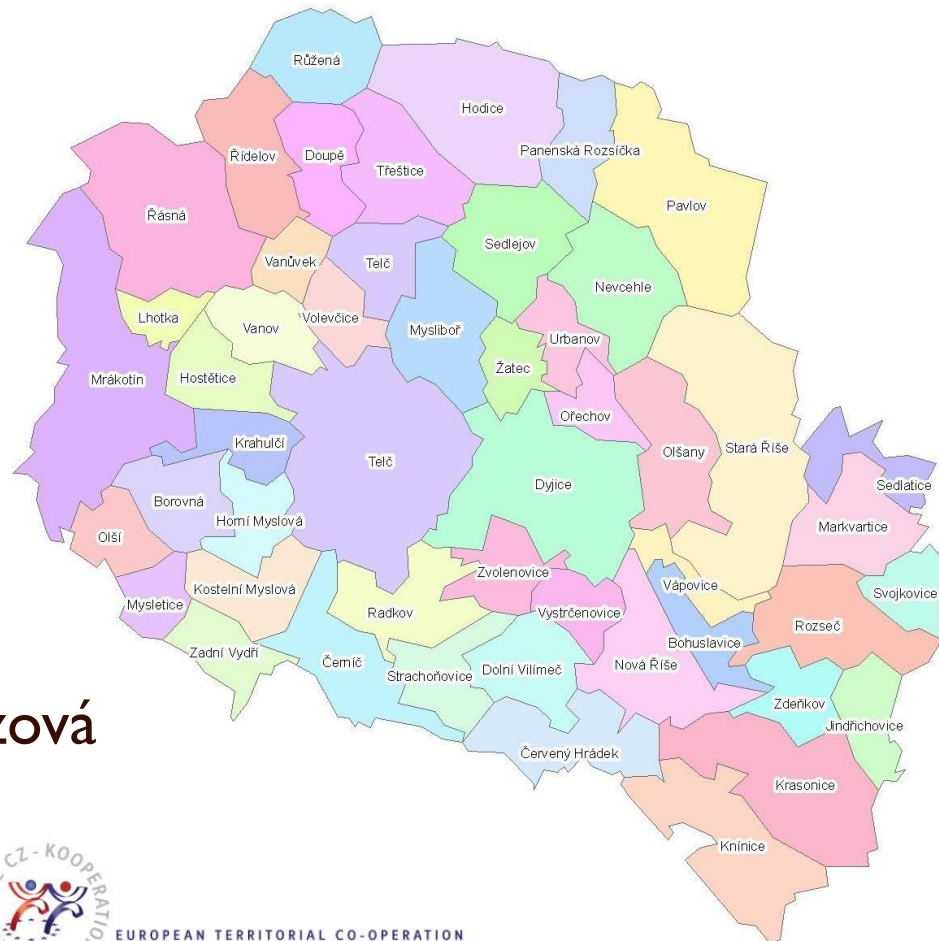 Růžená
Hodice
Řídelov
Doupě
Třeštice
Panenská Rozsíčka
Pavlov
Řásná
Vanůvek
Telč
Sedlejov
Nevcehle
Lhotka
Vanov
Volevčice
Mysliboř
Urbanov
Žatec
Mrákotín
Hostětice
Ořechov
Krahulčí
Telč
Olšany
Stará Říše
Dyjice
Sedlatice
Borovná
Horní Myslová
Markvartice
Olší
Zvolenovice
Kostelní Myslová
Vápovice
Svojkovice
Mysletice
Radkov
Vystrčenovice
Rozseč
Bohuslavice
Zadní Vydří
Černíč
Strachoňovice
Dolní Vilímeč
Nová Říše
Zdeňkov
Jindřichovice
zová
Červený Hrádek
Krasonice
Knínice
CZ - KOOPERATIO
EUROPEAN TERRITORIAL CO-OPERATION